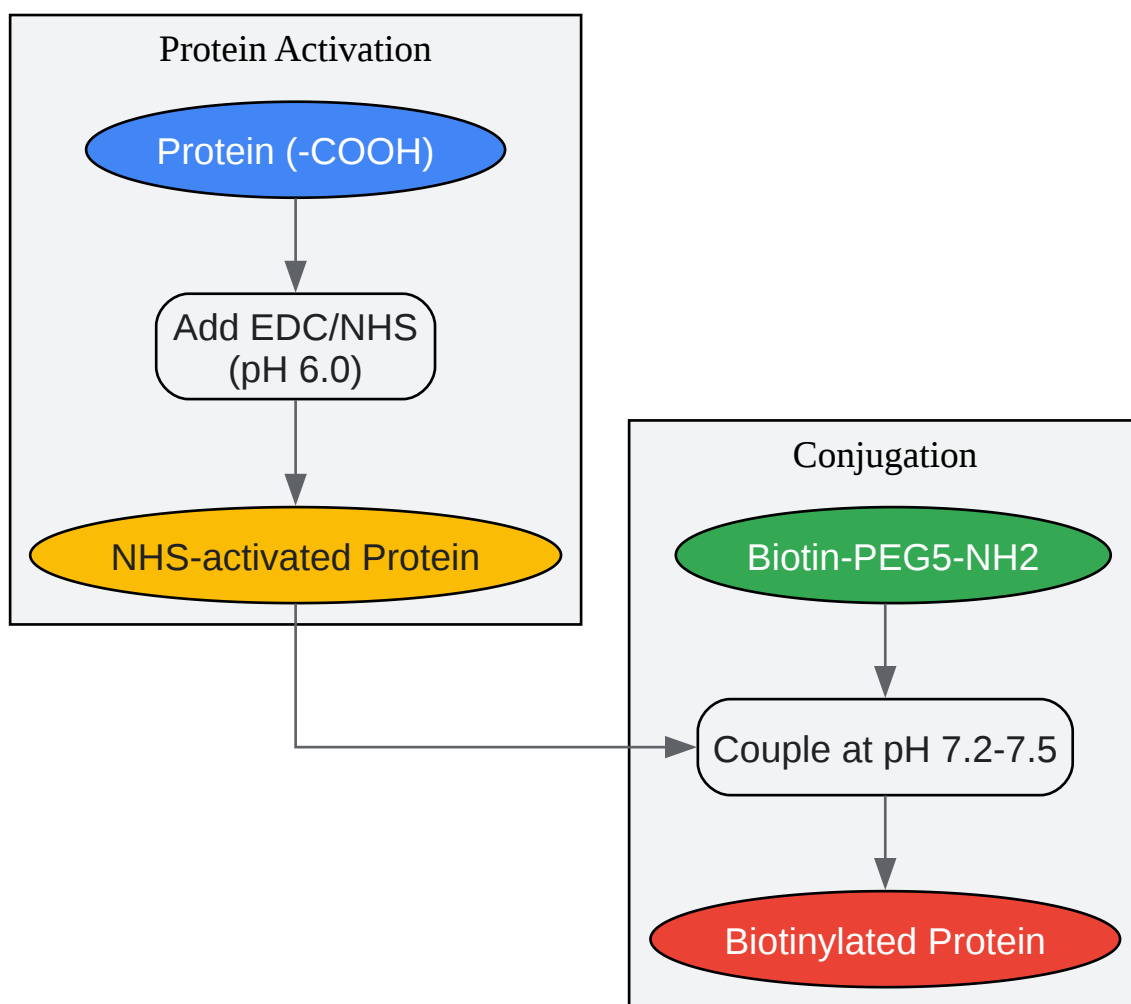 Protein Activation
Protein (-COOH)
Add EDC/NHS
(pH 6.0)
NHS-activated Protein
Conjugation
Biotin-PEG5-NH2
Couple at pH 7.2-7.5
Biotinylated Protein